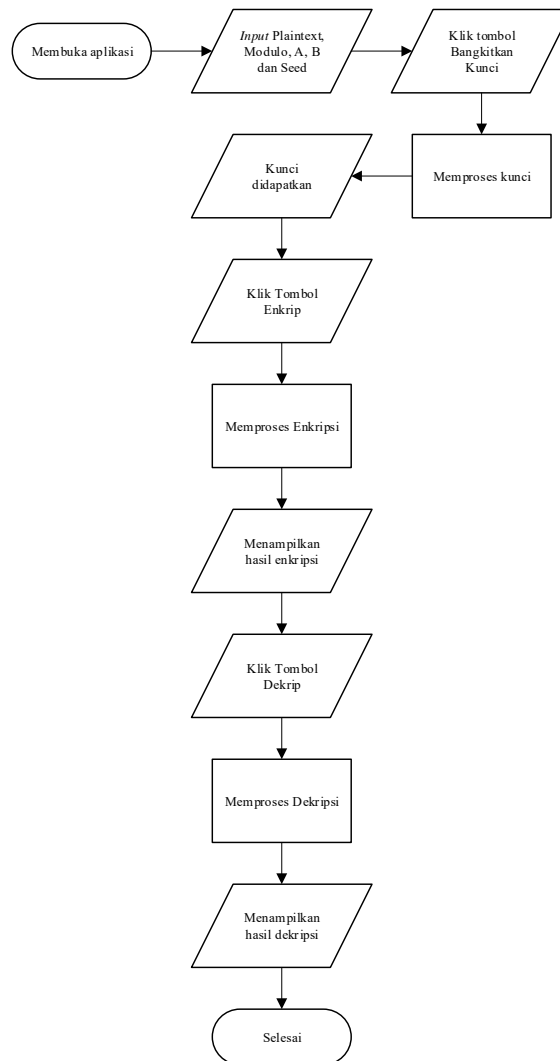 Membuka aplikasi
Input Plaintext,
Modulo, A, B
dan Seed
Klik tombol
Bangkitkan
Kunci
Memproses kunci
Kunci
didapatkan
Klik Tombol
Enkrip
Memproses Enkripsi
Menampilkan
hasil enkripsi
Klik Tombol
Dekrip
Memproses Dekripsi
Menampilkan
hasil dekripsi
Selesai